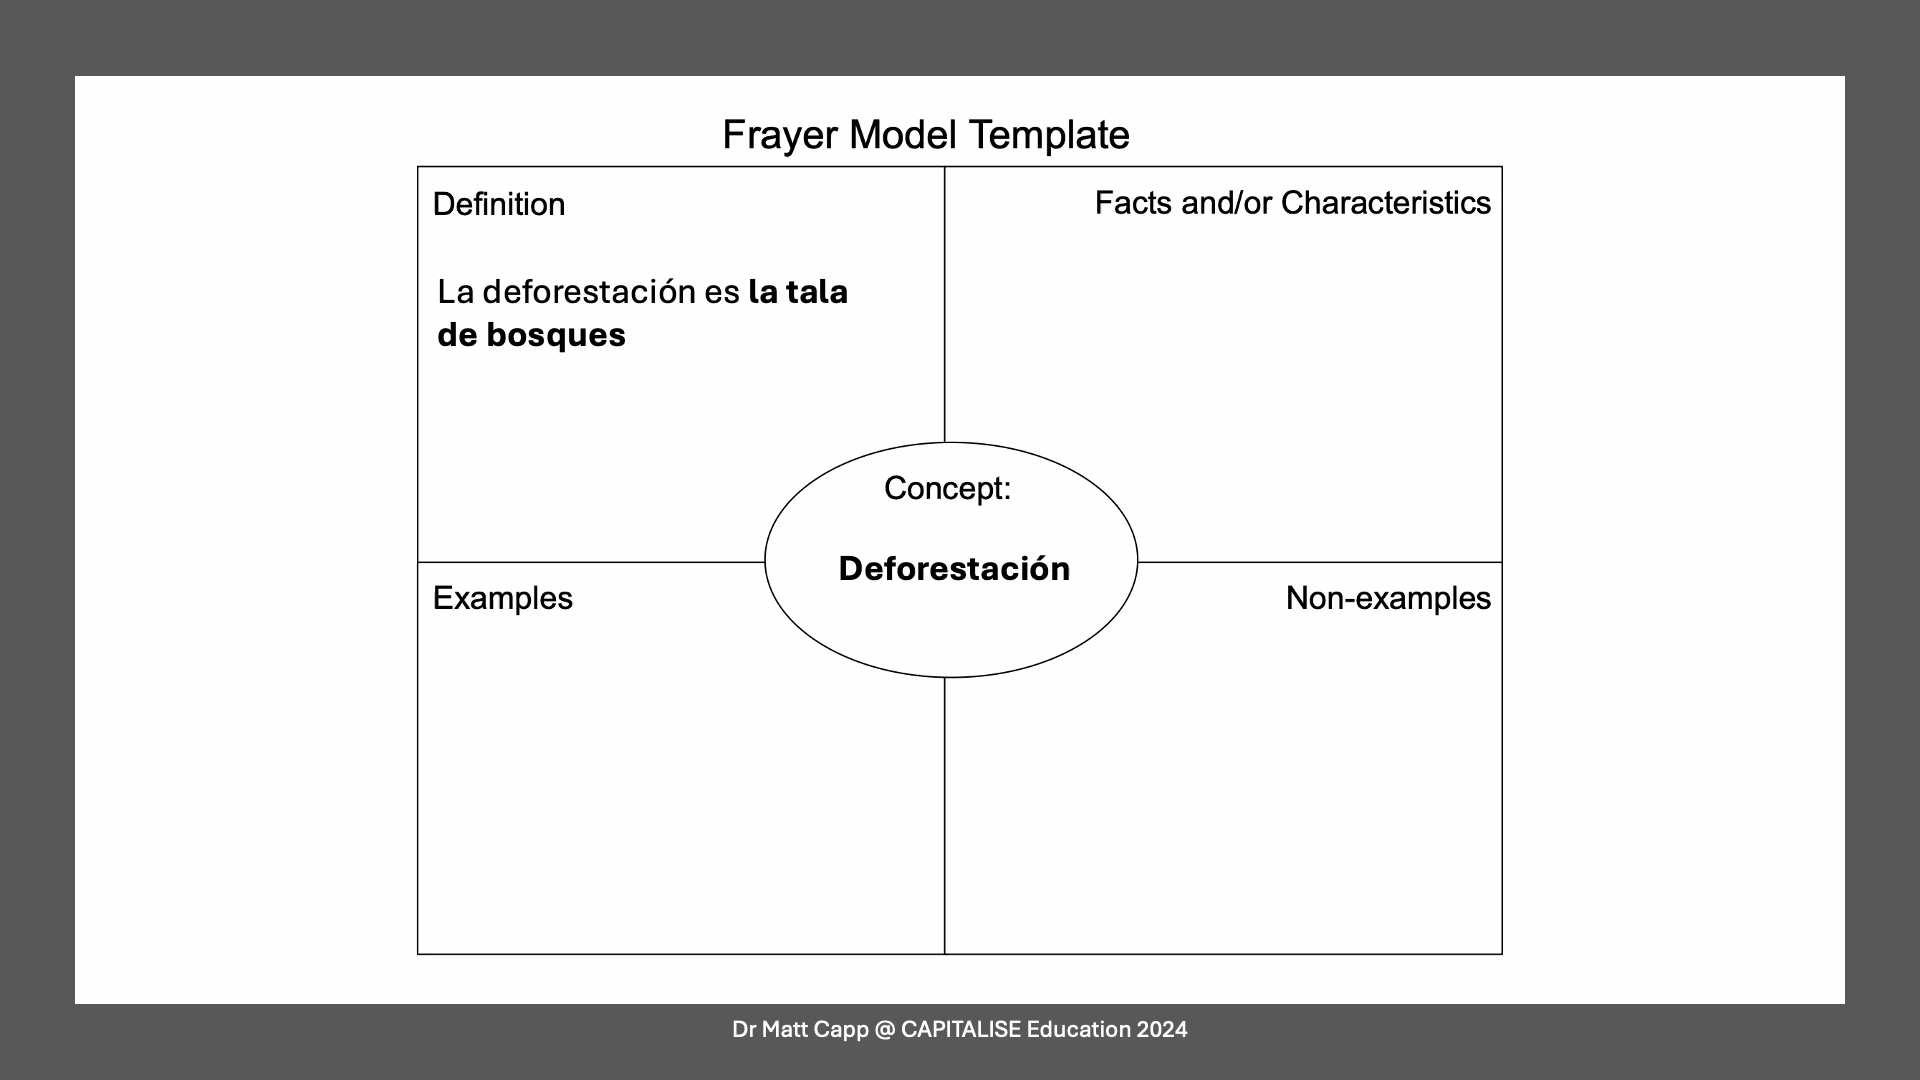 Frayer Model Template
Definition
Facts and/or Characteristics
La deforestación es la tala
de bosques
Concept:
Deforestación
Examples
Non-examples
Dr Matt Capp @ CAPITALISE Education 2024